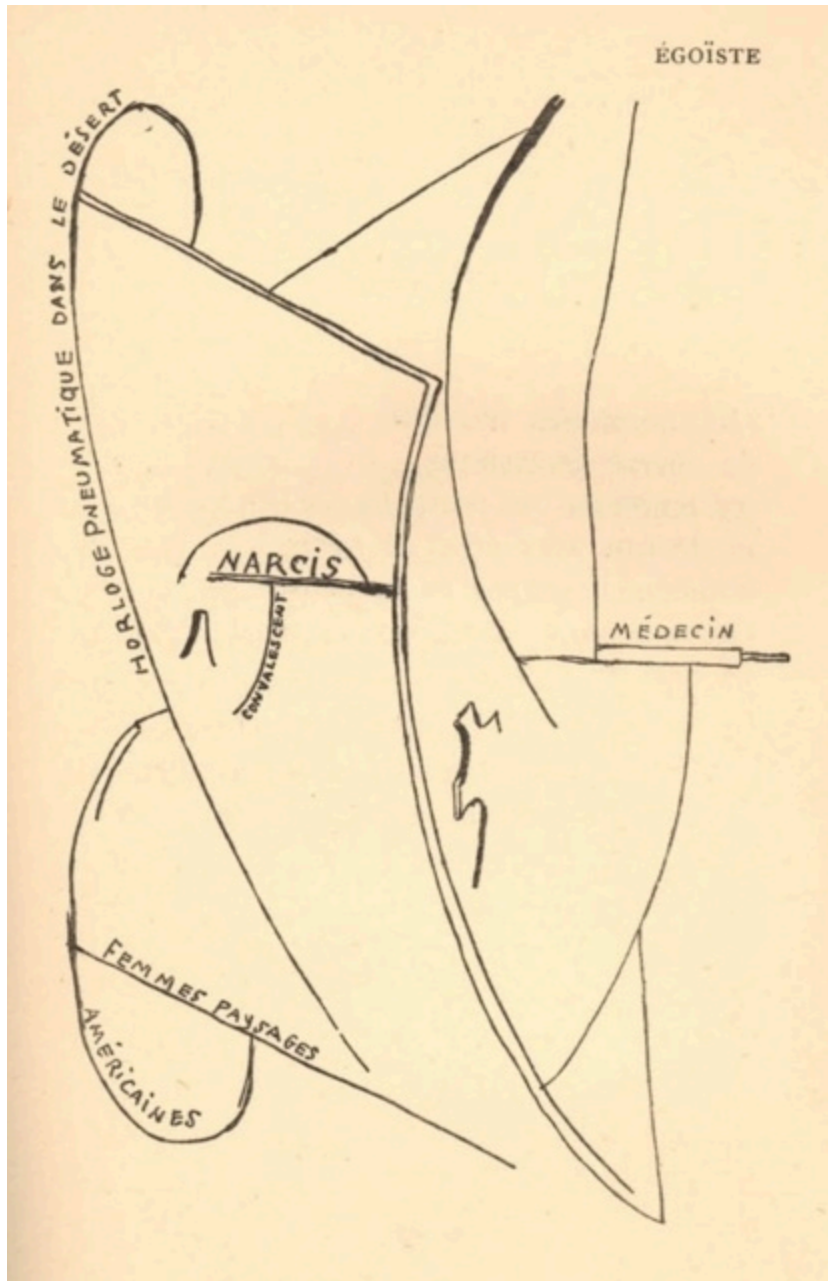 ÉGOÏSTE
HORLOGE PNEUMATIQUE DANS LE DÉSERT
NARCIS
CONVALESCENT
MÉDECIN
FEMMES PAYSAGES
AMÉRICAINES